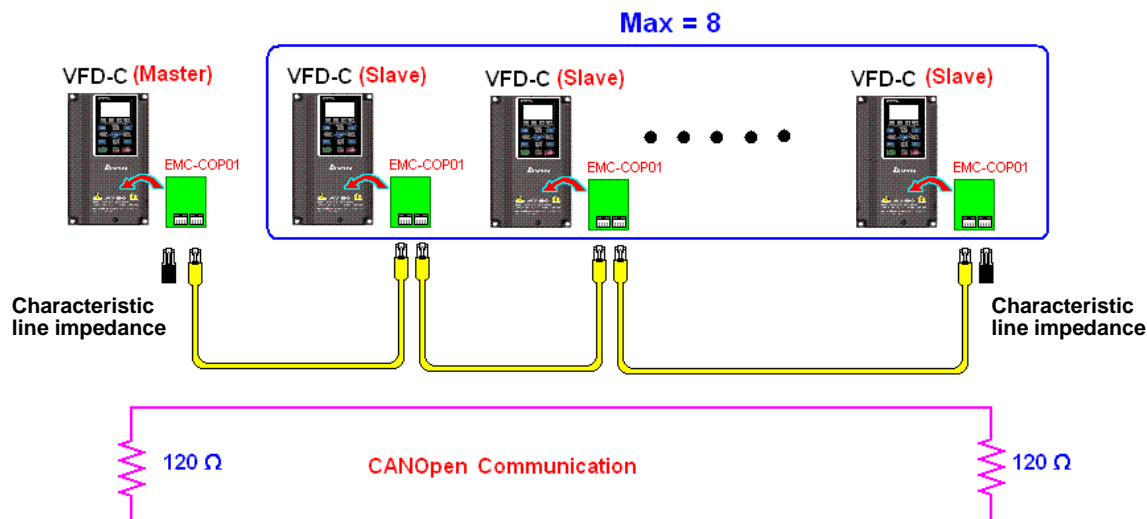 Max = 8
VFD-C (Master)
VFD-C (Slave)
VFD-C (Slave)
VFD-C (Slave)
EMC-COP01
EMC-COP01
EMC-COP01
EMC-COP01
Characteristic
line impedance
Characteristic
line impedance
120 Ω
CANOpen Communication
120 Ω